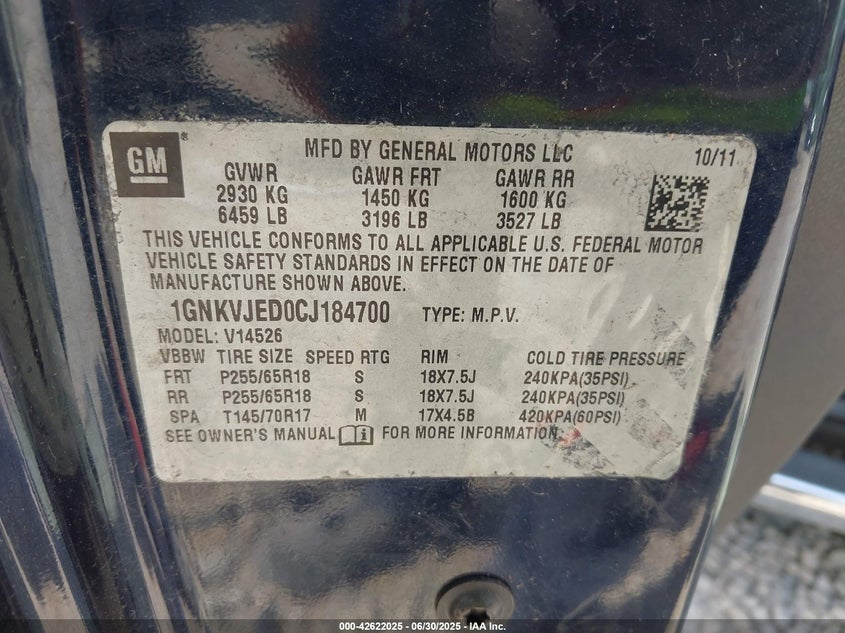 GM
MFD BY GENERAL MOTORS LLC 10/11
GVWR GAWR FRT GAWR RR
2930 KG 1450 KG 1600 KG
6459 LB 3196 LB 3527 LB
THIS VEHICLE CONFORMS TO ALL APPLICABLE U.S. FEDERAL MOTOR
VEHICLE SAFETY STANDARDS IN EFFECT ON THE DATE OF
MANUFACTURE SHOWN ABOVE.
1GNKVJED0CJ184700 TYPE: M.P.V.
MODEL: V14526
VBBW TIRE SIZE SPEED RTG RIM COLD TIRE PRESSURE
FRT P255/65R18 S 18X7.5J 240KPA(35PSI)
RR P255/65R18 S 18X7.5J 240KPA(35PSI)
SPA T145/70R17 M 17X4.5B 420KPA(60PSI)
SEE OWNER'S MANUAL FOR MORE INFORMATION.
000-42622025 - 06/30/2025 - IAA Inc.